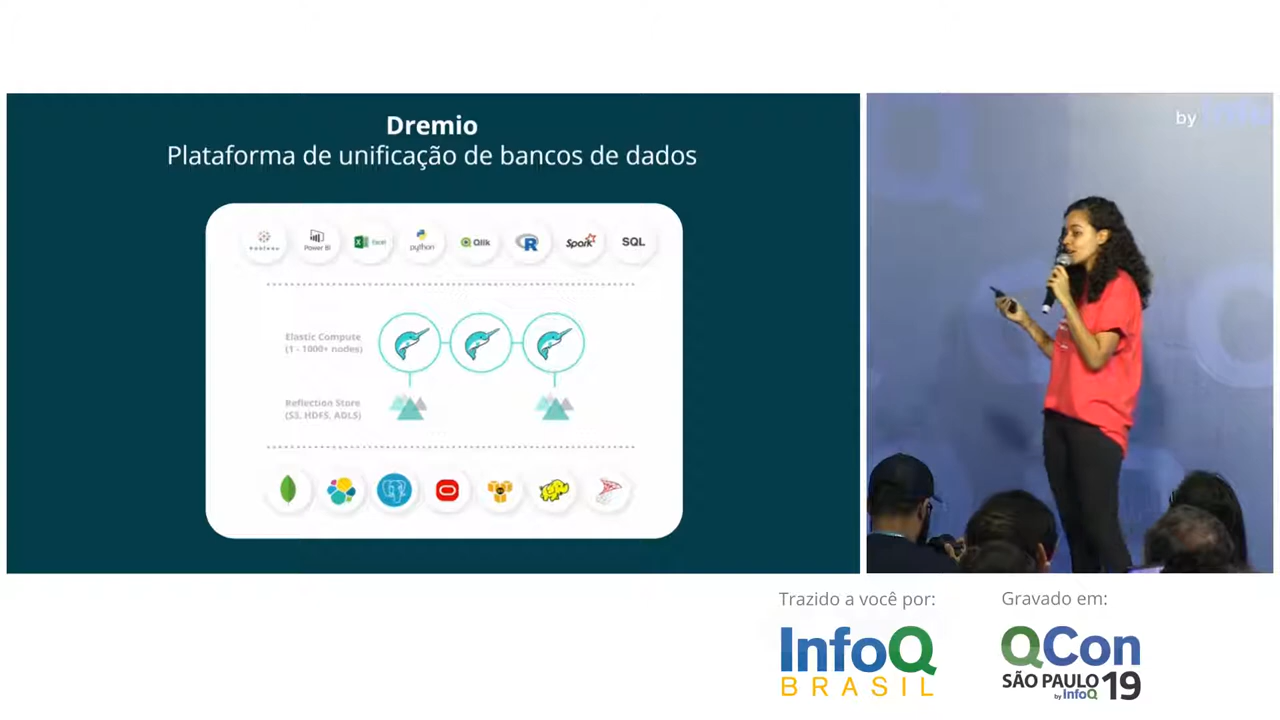 Dremio
Plataforma de unificação de bancos de dados
Power BI
Excel
python
Qlik
R
Spark
SQL
Elastic Compute
(1 - 1000+ nodes)
Reflection Store
(S3, HDFS, ADLS)
by
Trazido a você por:
InfoQ
BRASIL
Gravado em:
QCon
SÃO PAULO 19
by InfoQ